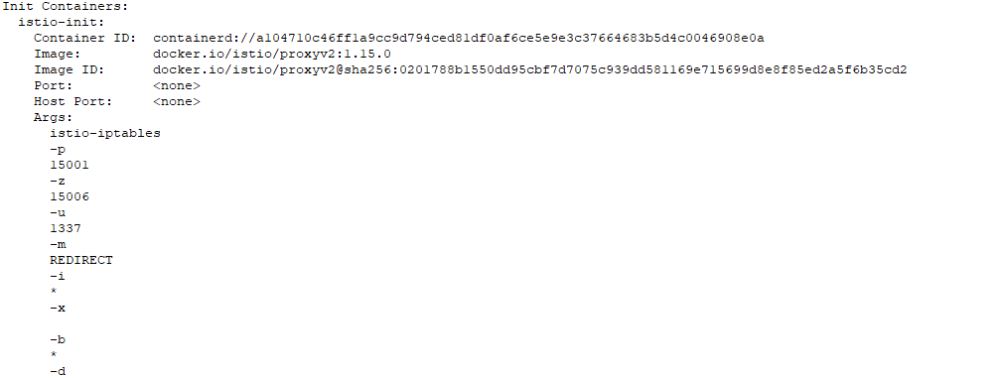 Init Containers:
istio-init:
Container ID: containerd://a104710c46ff1a9cc9d794ced81df0af6ce5e9e3c37664683b5d4c0046908e0a
Image: docker.io/istio/proxyv2:1.15.0
Image ID: docker.io/istio/proxyv2@sha256:0201788b1550dd95cbf7d7075c939dd581169e715699d8e8f85ed2a5f6b35cd2
Port: <none>
Host Port: <none>
Args:
istio-iptables
-p
15001
-z
15006
-u
1337
-m
REDIRECT
-i
*
-x
-b
*
-d